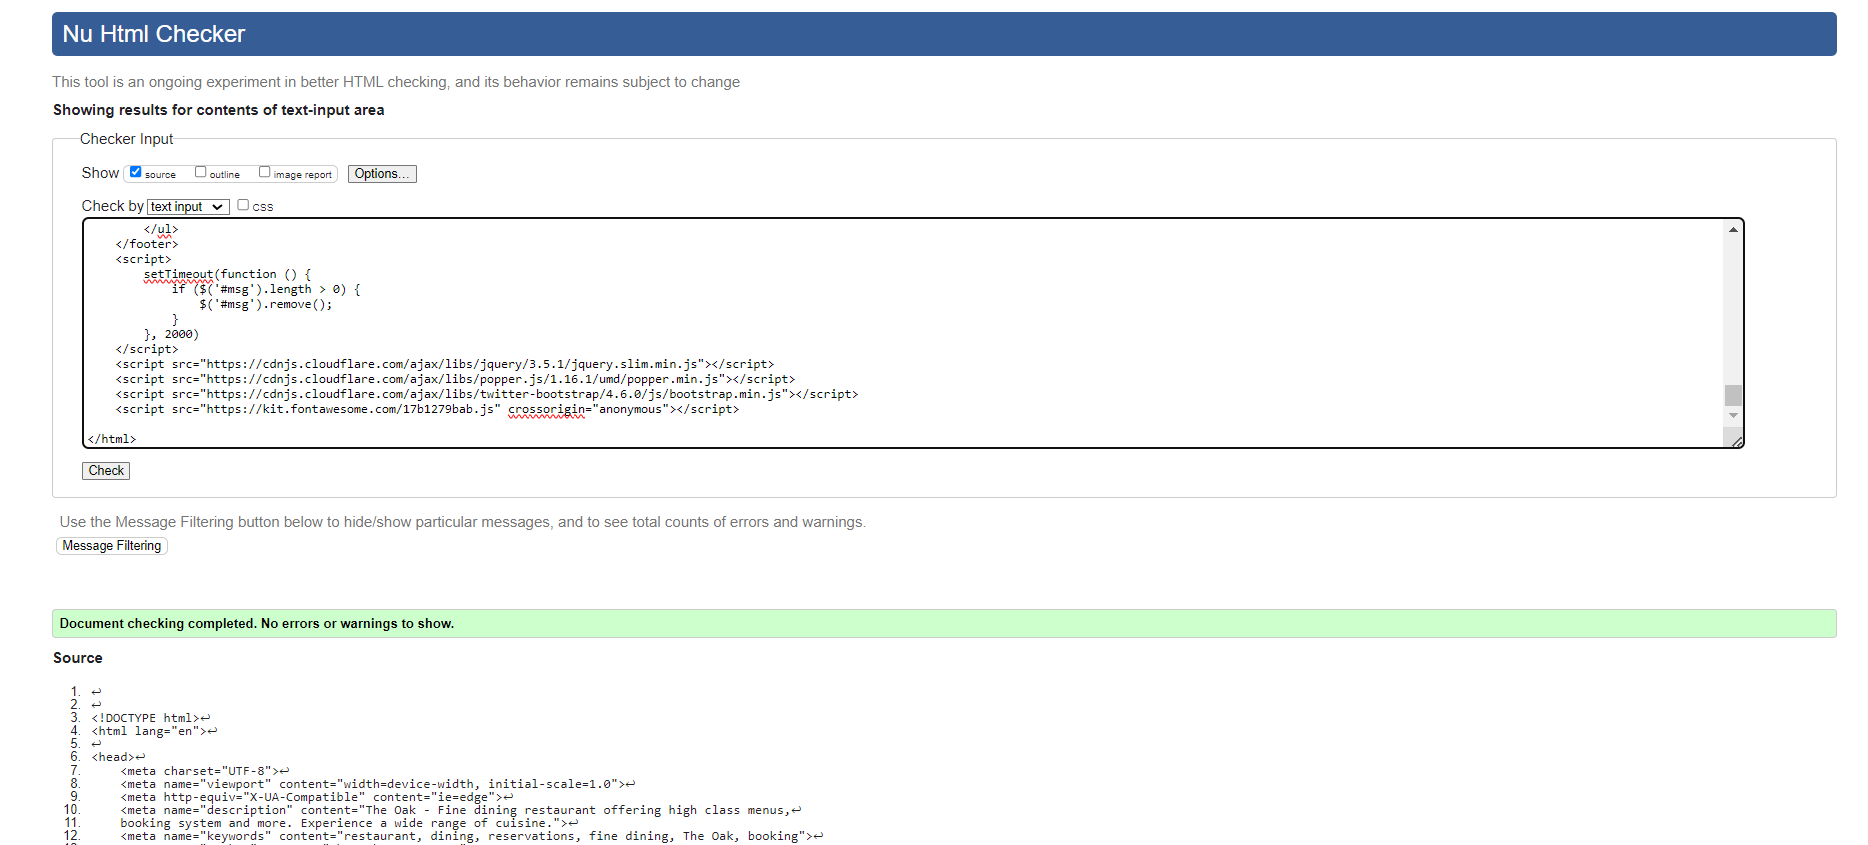 Nu Html Checker
This tool is an ongoing experiment in better HTML checking, and its behavior remains subject to change
Showing results for contents of text-input area
Checker Input
Show source outline image report Options...
Check by text input css
</ul>
</footer>
<script>
setTimeout(function () {
if ($('#msg').length > 0) {
$('#msg').remove();
}
}, 2000)
</script>
<script src="https://cdnjs.cloudflare.com/ajax/libs/jquery/3.5.1/jquery.slim.min.js"></script>
<script src="https://cdnjs.cloudflare.com/ajax/libs/popper.js/1.16.1/umd/popper.min.js"></script>
<script src="https://cdnjs.cloudflare.com/ajax/libs/twitter-bootstrap/4.6.0/js/bootstrap.min.js"></script>
<script src="https://kit.fontawesome.com/17b1279bab.js" crossorigin="anonymous"></script>
</html>
Check
Use the Message Filtering button below to hide/show particular messages, and to see total counts of errors and warnings.
Message Filtering
Document checking completed. No errors or warnings to show.
Source
1. ↩
2. ↩
3. <!DOCTYPE html>↩
4. <html lang="en">↩
5. ↩
6. <head>↩
7. <meta charset="UTF-8">↩
8. <meta name="viewport" content="width=device-width, initial-scale=1.0">↩
9. <meta http-equiv="X-UA-Compatible" content="ie=edge">↩
10. <meta name="description" content="The Oak - Fine dining restaurant offering high class menus,↩
11. booking system and more. Experience a wide range of cuisine.">↩
12. <meta name="keywords" content="restaurant, dining, reservations, fine dining, The Oak, booking">↩